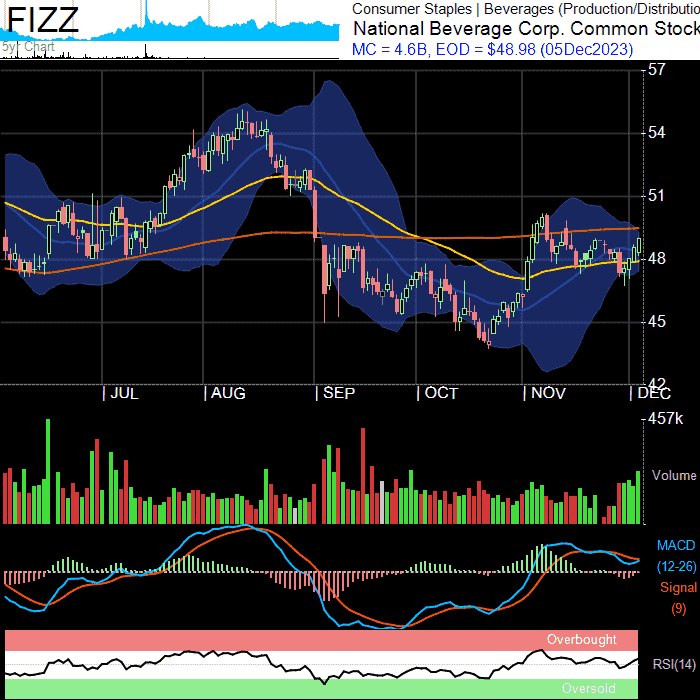 FIZZ
5yr Chart
Consumer Staples | Beverages (Production/Distributio
National Beverage Corp. Common Stock
MC = 4.6B, EOD = $48.98 (05Dec2023)
57
54
51
48
45
42
JUL AUG SEP OCT NOV DEC
457k
Volume
MACD
(12-26)
Signal
(9)
Overbought
RSI(14)
Oversold